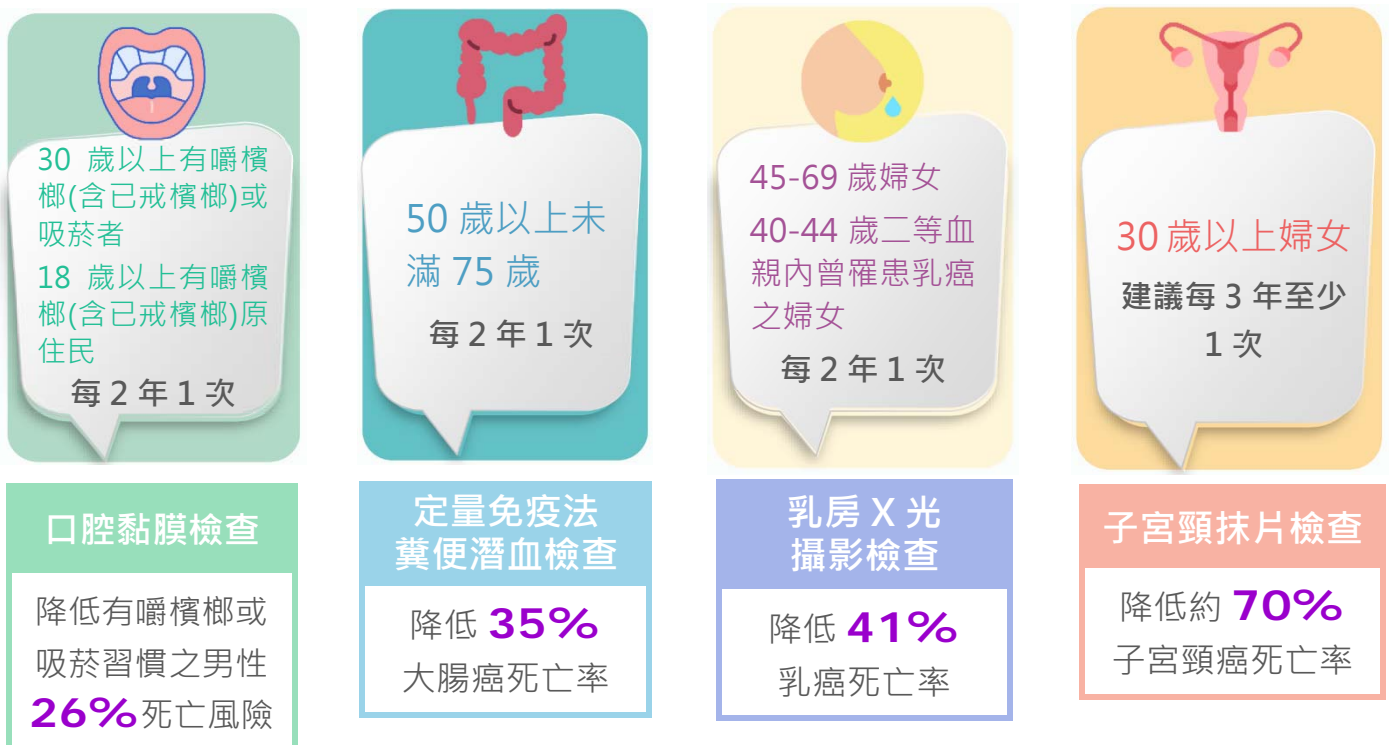 30 歲以上有嚼檳
榔(含已戒檳榔)或
吸菸者
18 歲以上有嚼檳
榔(含已戒檳榔)原
住民
每 2 年 1 次
口腔黏膜檢查
降低有嚼檳榔或
吸菸習慣之男性
26%死亡風險
50 歲以上未
滿 75 歲
每 2 年 1 次
定量免疫法
糞便潛血檢查
降低 35%
大腸癌死亡率
45-69 歲婦女
40-44 歲二等血
親內曾罹患乳癌
之婦女
每 2 年 1 次
乳房 X 光
攝影檢查
降低 41%
乳癌死亡率
30 歲以上婦女
建議每 3 年至少
1 次
子宮頸抹片檢查
降低約 70%
子宮頸癌死亡率